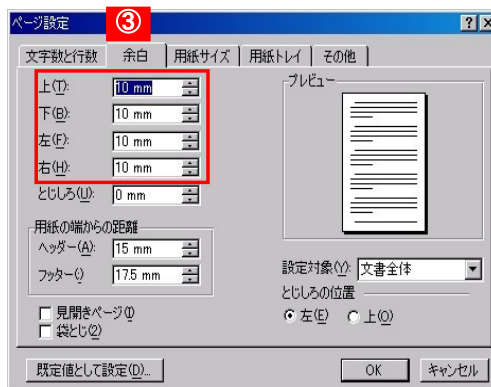 ページ設定
③
文字数と行数 余白 用紙サイズ 用紙トレイ その他
上(T): 10 mm
下(B): 10 mm
左(F): 10 mm
右(H): 10 mm
とじしろ(U): 0 mm
用紙の端からの距離
ヘッダー(A): 15 mm
フッター(): 17.5 mm
見開きページ(I)
袋とじ(2)
プレビュー
設定対象(Y): 文書全体
とじしろの位置
左(E) 上(O)
既定値として設定(D)... OK キャンセル